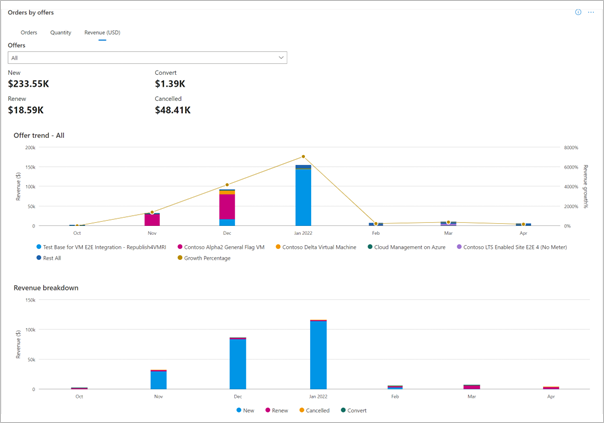 Orders by offers
Orders Quantity Revenue (USD)
Offers
All
New Convert
$233.55K $1.39K
Renew Cancelled
$18.59K $48.41K
Offer trend - All
200k 8000%
150k 6000%
100k 4000%
50k 2000%
0 0%
Revenue ($)
Revenue growth%
Oct Nov Dec Jan 2022 Feb Mar Apr
Test Base for VM E2E Integration - Republish4VMRI Contoso Alpha2 General Flag VM Contoso Delta Virtual Machine Cloud Management on Azure Contoso LTS Enabled Site E2E 4 (No Meter)
Rest All Growth Percentage
Revenue breakdown
150k
100k
50k
0
Revenue ($)
Oct Nov Dec Jan 2022 Feb Mar Apr
New Renew Cancelled Convert